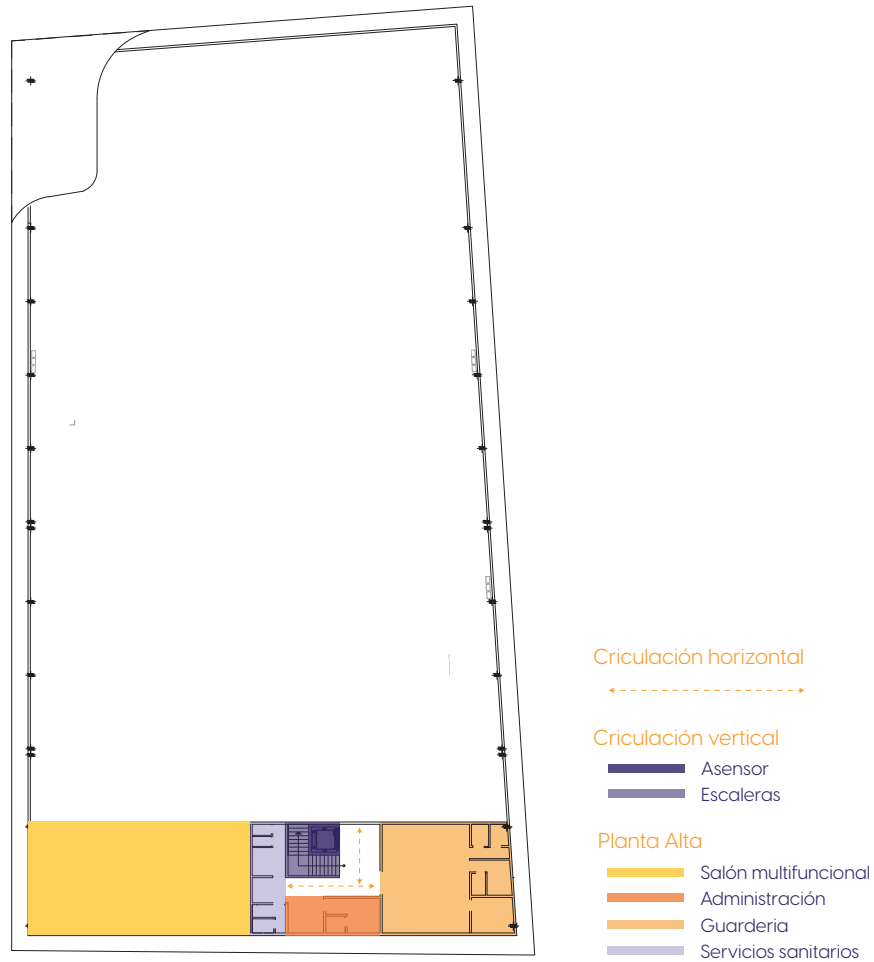 Criculación horizontal
Criculación vertical
Asensor
Escaleras
Planta Alta
Salón multifuncional
Administración
Guarderia
Servicios sanitarios